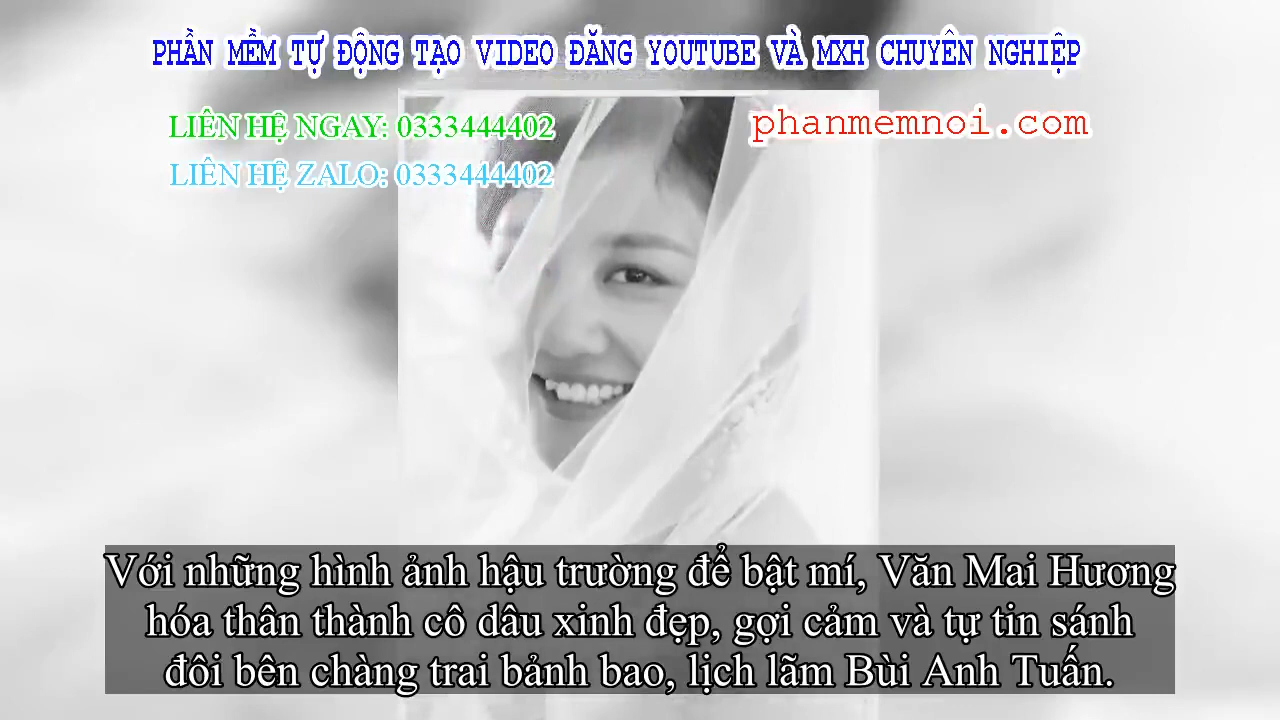 PHẦN MỀM TỰ ĐỘNG TẠO VIDEO ĐĂNG YOUTUBE VÀ MXH CHUYÊN NGHIỆP
LIÊN HỆ NGAY: 0333444402
phanmemnoi.com
LIÊN HỆ ZALO: 0333444402
Với những hình ảnh hậu trường để bật mí, Văn Mai Hương
hóa thân thành cô dâu xinh đẹp, gợi cảm và tự tin sánh
đôi bên chàng trai bảnh bao, lịch lãm Bùi Anh Tuấn.